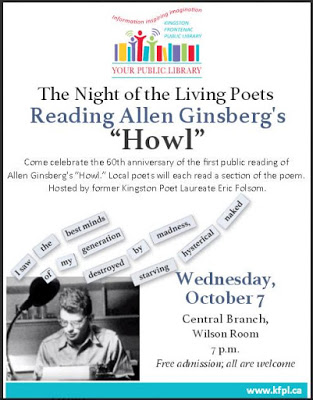 information inspiring imagination
KINGSTON
FRONTENAC
PUBLIC LIBRARY
YOUR PUBLIC LIBRARY
The Night of the Living Poets
Reading Allen Ginsberg's
“Howl”
Come celebrate the 60th anniversary of the first public reading of
Allen Ginsberg's “Howl.” Local poets will each read a section of the poem.
Hosted by former Kingston Poet Laureate Eric Folsom.
I saw the best minds
of my generation
destroyed by madness,
starving hysterical naked
Wednesday,
October 7
Central Branch,
Wilson Room
7 p.m.
Free admission; all are welcome
www.kfpl.ca